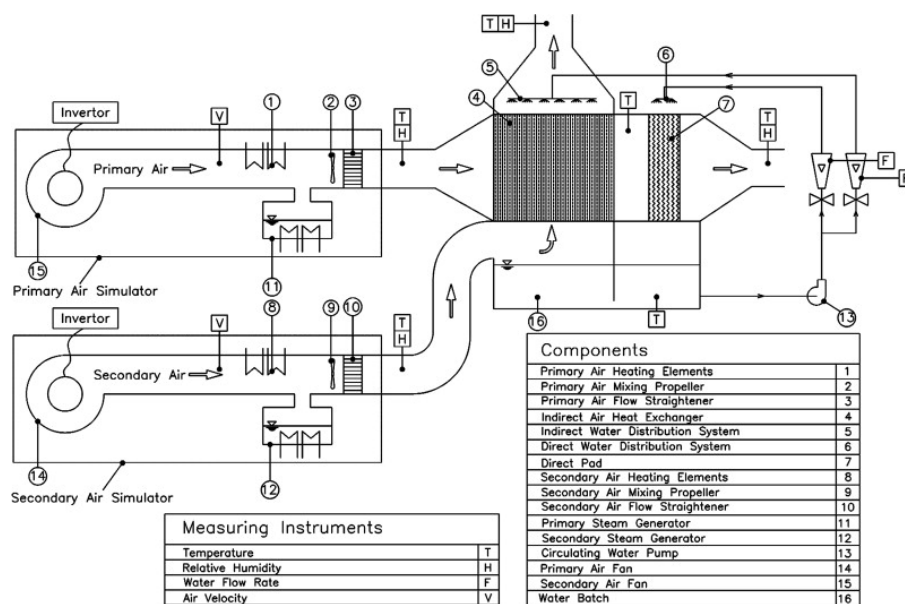 T H
5
6
Invertor
V
1
2
3
T
H
4
T
7
T
H
Primary Air
F
F
15
11
Primary Air Simulator
Invertor
V
8
9
10
T
H
16
T
13
Secondary Air
14
12
Secondary Air Simulator
Components
Primary Air Heating Elements 1
Primary Air Mixing Propeller 2
Primary Air Flow Straightener 3
Indirect Air Heat Exchanger 4
Indirect Water Distribution System 5
Direct Water Distribution System 6
Direct Pad 7
Secondary Air Heating Elements 8
Secondary Air Mixing Propeller 9
Secondary Air Flow Straightener 10
Primary Steam Generator 11
Secondary Steam Generator 12
Circulating Water Pump 13
Primary Air Fan 14
Secondary Air Fan 15
Water Batch 16
Measuring Instruments
Temperature T
Relative Humidity H
Water Flow Rate F
Air Velocity V